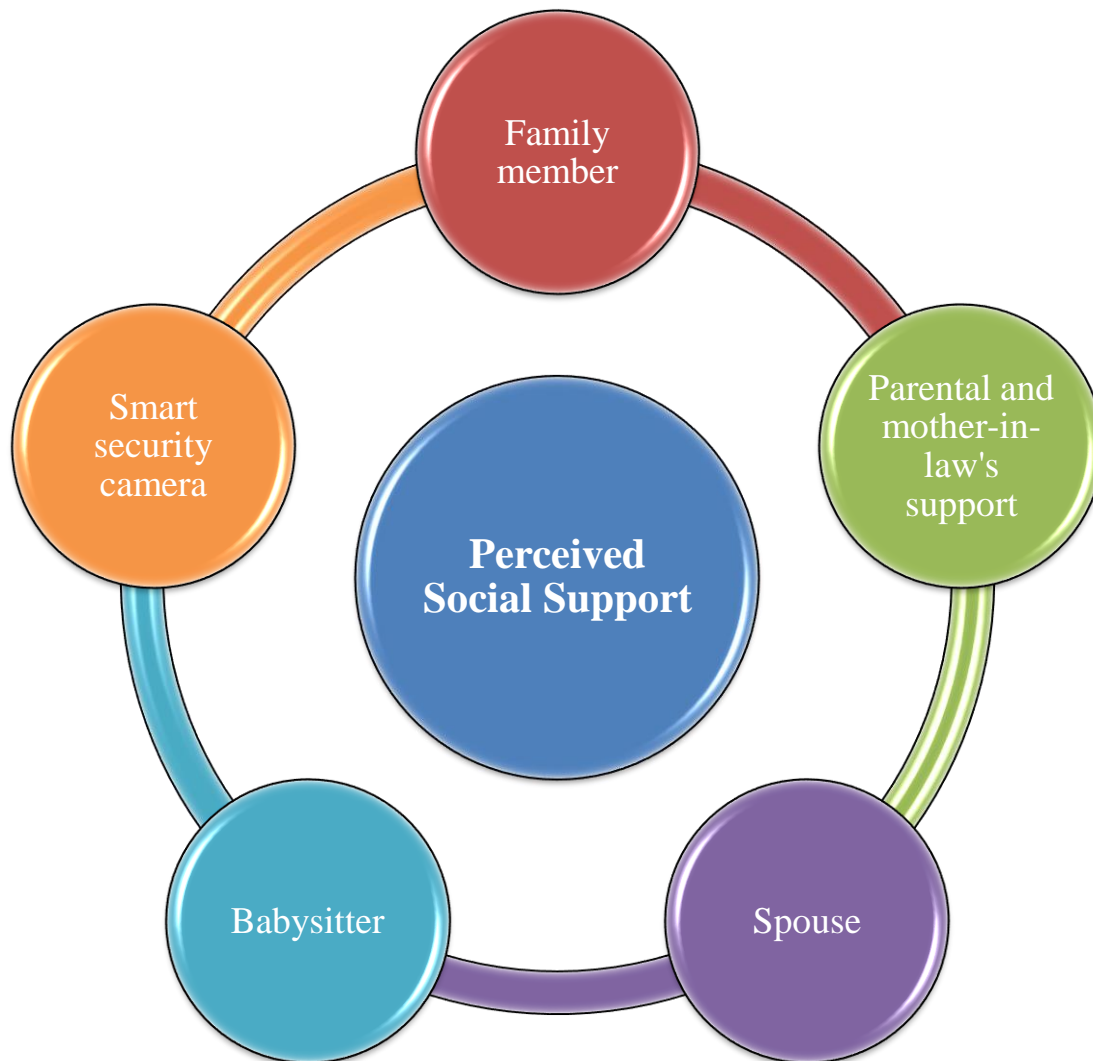 Family
member
Parental and
mother-in-
law's
support
Spouse
Babysitter
Smart
security
camera
Perceived
Social Support